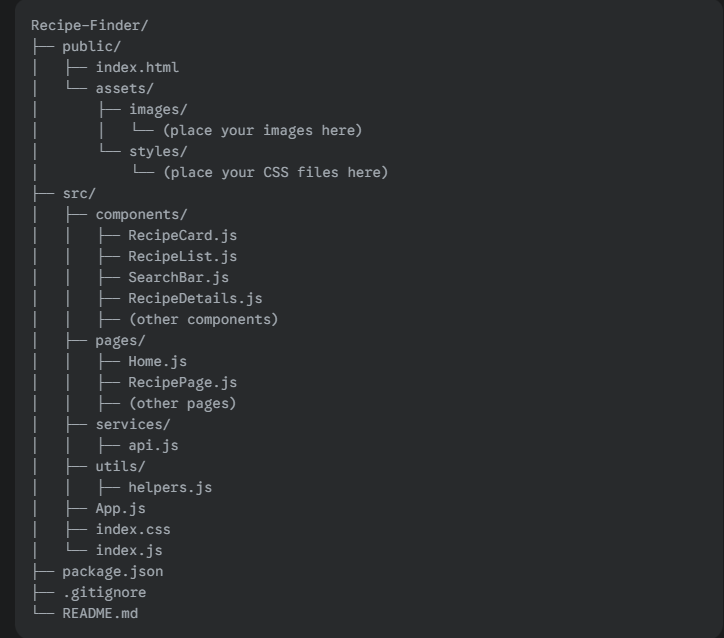 Recipe-Finder/
├── public/
│   ├── index.html
│   └── assets/
│       ├── images/
│       │   └── (place your images here)
│       └── styles/
│           └── (place your CSS files here)
├── src/
│   ├── components/
│   │   ├── RecipeCard.js
│   │   ├── RecipeList.js
│   │   ├── SearchBar.js
│   │   ├── RecipeDetails.js
│   │   ├── (other components)
│   ├── pages/
│   │   ├── Home.js
│   │   ├── RecipePage.js
│   │   ├── (other pages)
│   ├── services/
│   │   ├── api.js
│   ├── utils/
│   │   ├── helpers.js
│   ├── App.js
│   ├── index.css
│   └── index.js
├── package.json
├── .gitignore
└── README.md